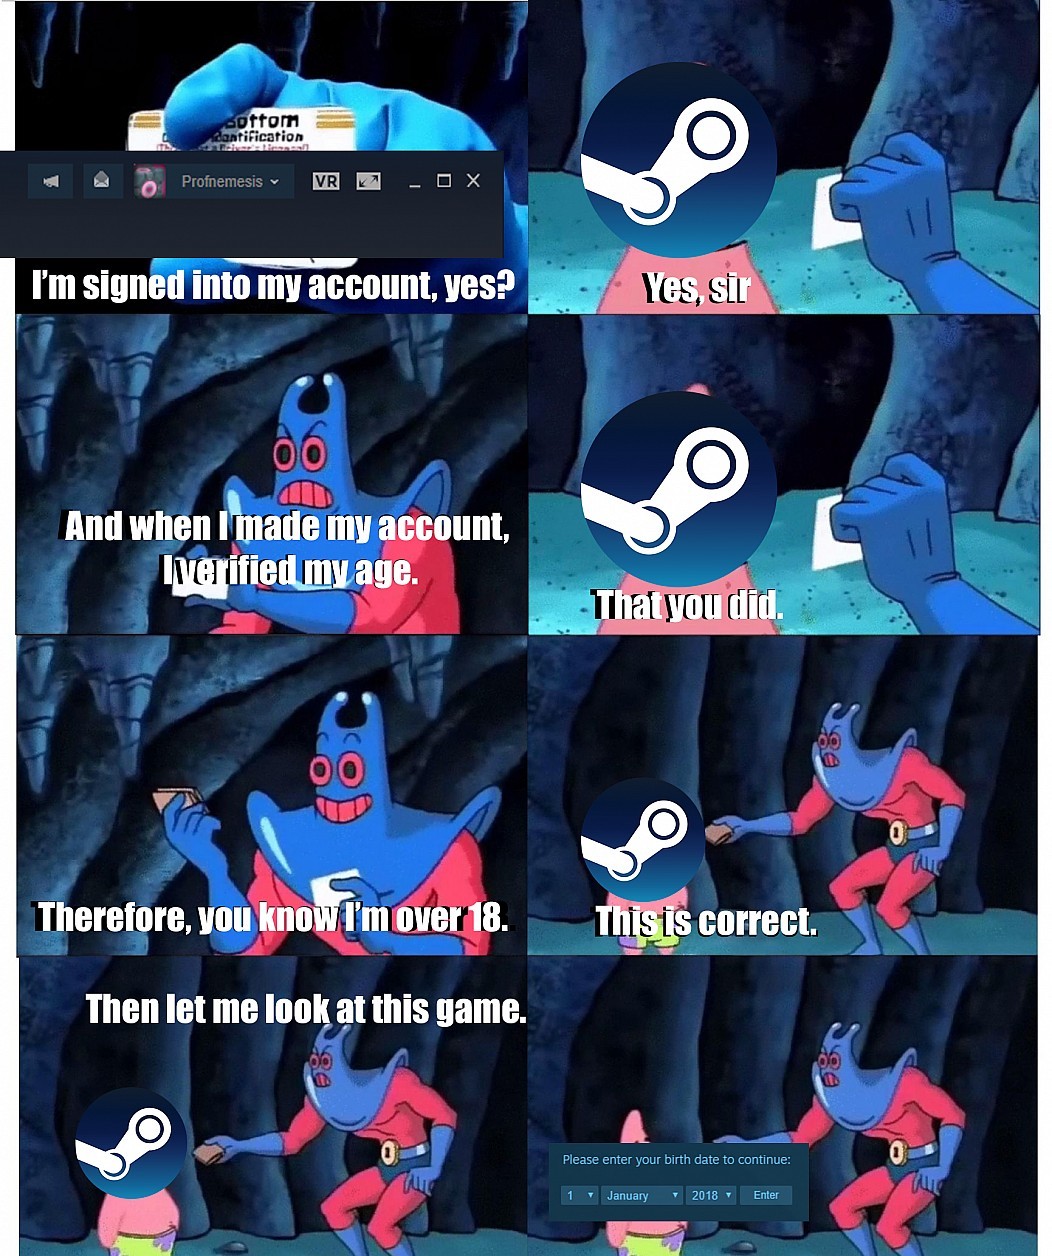 ottom
ntification
Profnemesis
VR
I'm signed into my account, yes?
Yes, sir
And when I made my account,
I verified my age.
That you did.
Therefore, you know I'm over 18.
This is correct.
Then let me look at this game.
Please enter your birth date to continue:
1 January 2018 Enter